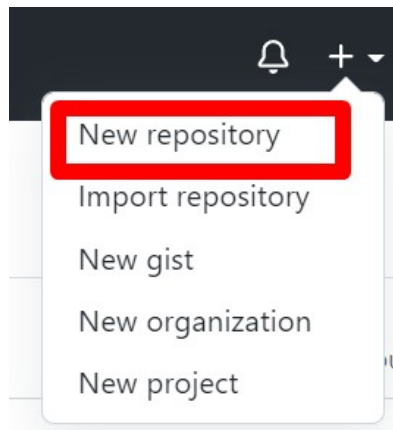 New repository
Import repository
New gist
New organization
New project